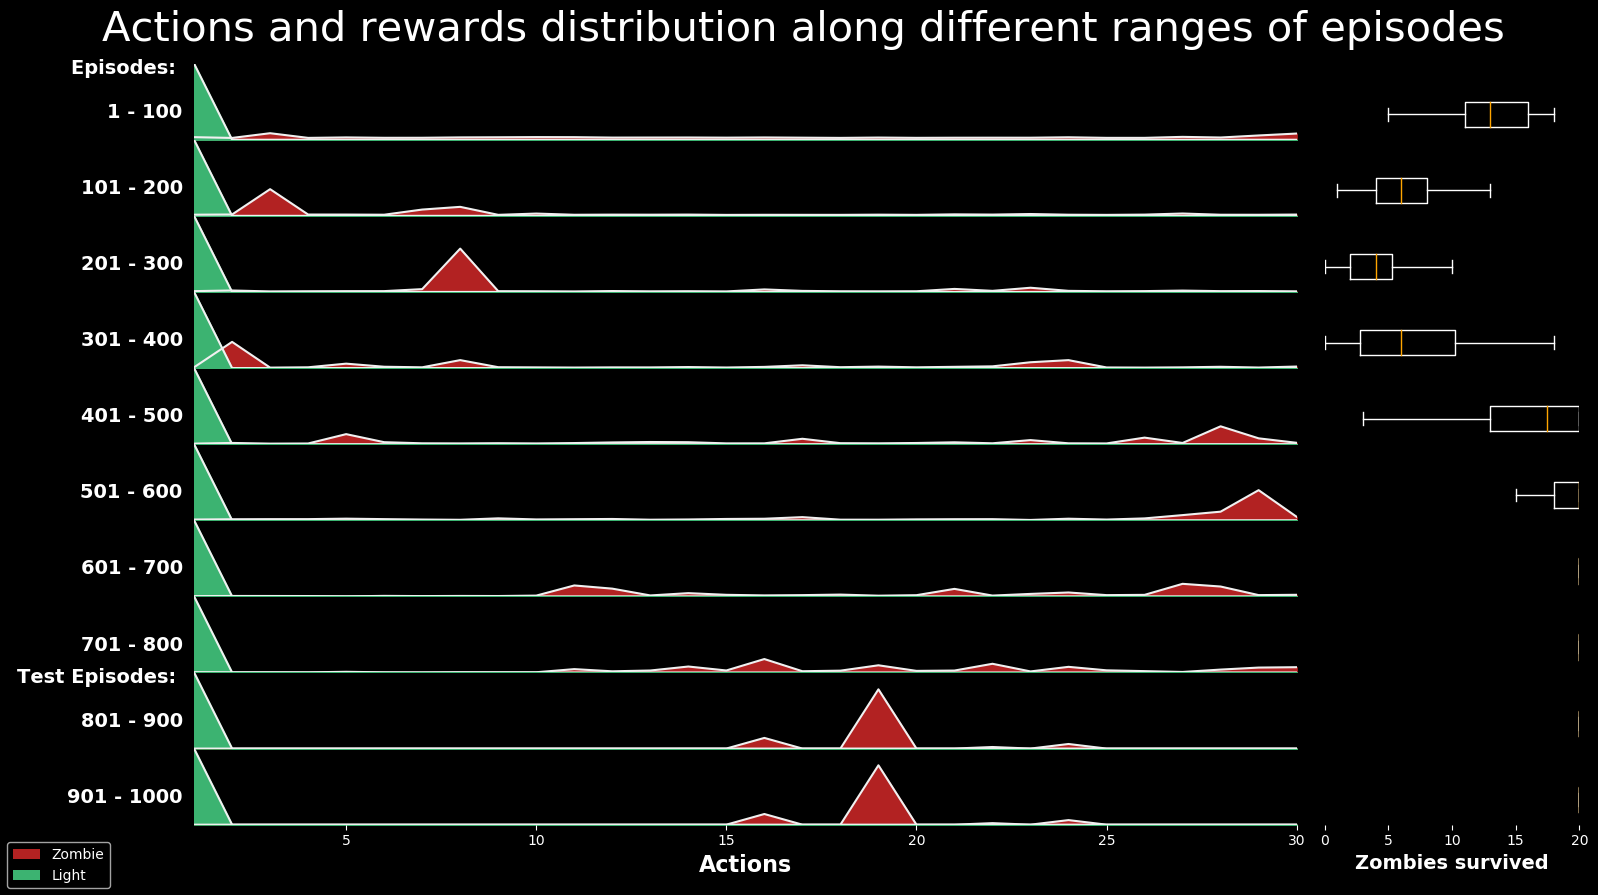 Actions and rewards distribution along different ranges of episodes
Episodes:
1 - 100
101 - 200
201 - 300
301 - 400
401 - 500
501 - 600
601 - 700
701 - 800
Test Episodes:
801 - 900
901 - 1000
5 10 15 20 25 30
Actions
0 5 10 15 20
Zombies survived
Zombie
Light